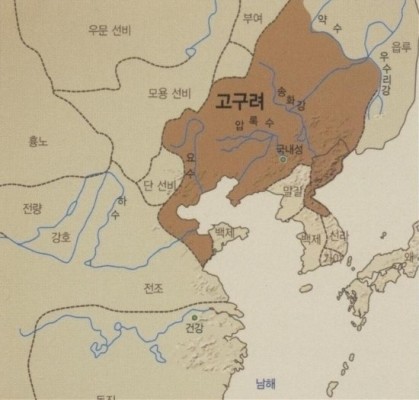 부여
약수
읍루
우문 선비
우수리강
모용 선비
고구려
송화강
압록수
흉노
국내성
요수
단 선비
말갈
전량
하수
강호
백제
백제
신라
가야
왜
전조
건강
남해